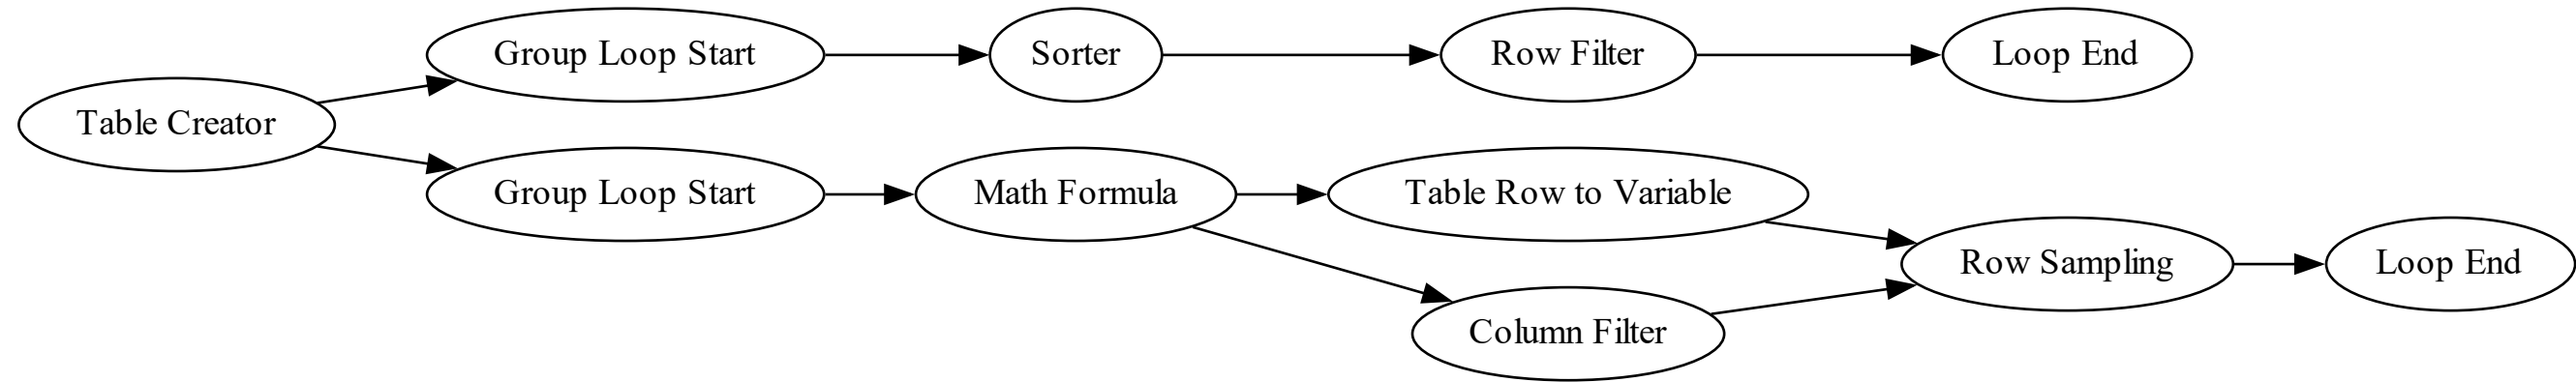 Table Creator
Group Loop Start
Sorter
Row Filter
Loop End
Group Loop Start
Math Formula
Table Row to Variable
Column Filter
Row Sampling
Loop End